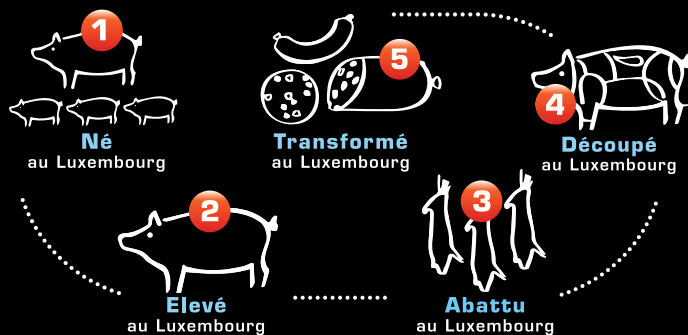 1
Né
au Luxembourg
5
Transformé
au Luxembourg
4
Découpé
au Luxembourg
2
Elevé
au Luxembourg
3
Abattu
au Luxembourg